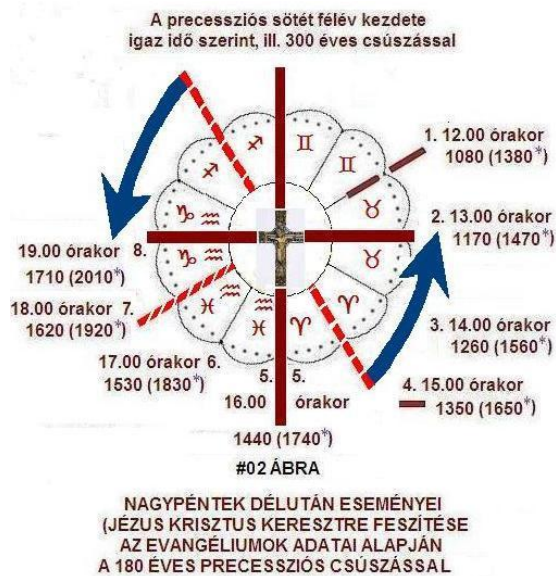 A precessziós sötét félév kezdete
igaz idő szerint, ill. 300 éves csúszással
♐ ♐ ♊ ♊
1. 12.00 órakor
1080 (1380*)
♉
♑ ♒
2. 13.00 órakor
1170 (1470*)
19.00 órakor 8.
1710 (2010*)
♑ ♒
♉
18.00 órakor 7.
1620 (1920*)
♓ ♒
♒ ♓
♈ ♈
3. 14.00 órakor
1260 (1560*)
17.00 órakor 6.
1530 (1830*)
5. 5.
16.00 órakor
4. 15.00 órakor
1350 (1650*)
1440 (1740*)
#02 ÁBRA
NAGYPÉNTEK DÉLUTÁN ESEMÉNYEI
(JÉZUS KRISZTUS KERESZTRE FESZÍTÉSE
AZ EVANGÉLIUMOK ADATAI ALAPJÁN
A 180 ÉVES PRECESSZIÓS CSÚSZÁSSAL